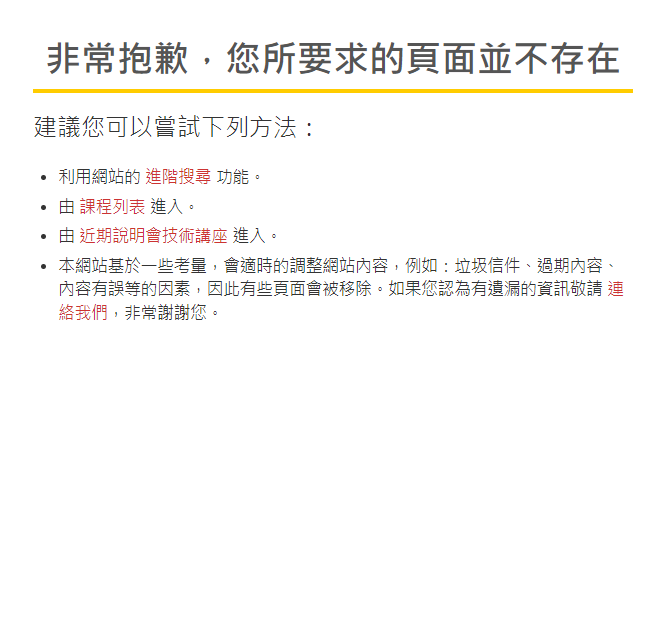 非常抱歉，您所要求的頁面並不存在
建議您可以嘗試下列方法：
利用網站的 進階搜尋 功能。
由 課程列表 進入。
由 近期說明會技術講座 進入。
本網站基於一些考量，會適時的調整網站內容，例如：垃圾信件、過期內容、
內容有誤等的因素，因此有些頁面會被移除。如果您認為有遺漏的資訊敬請 連
絡我們，非常謝謝您。